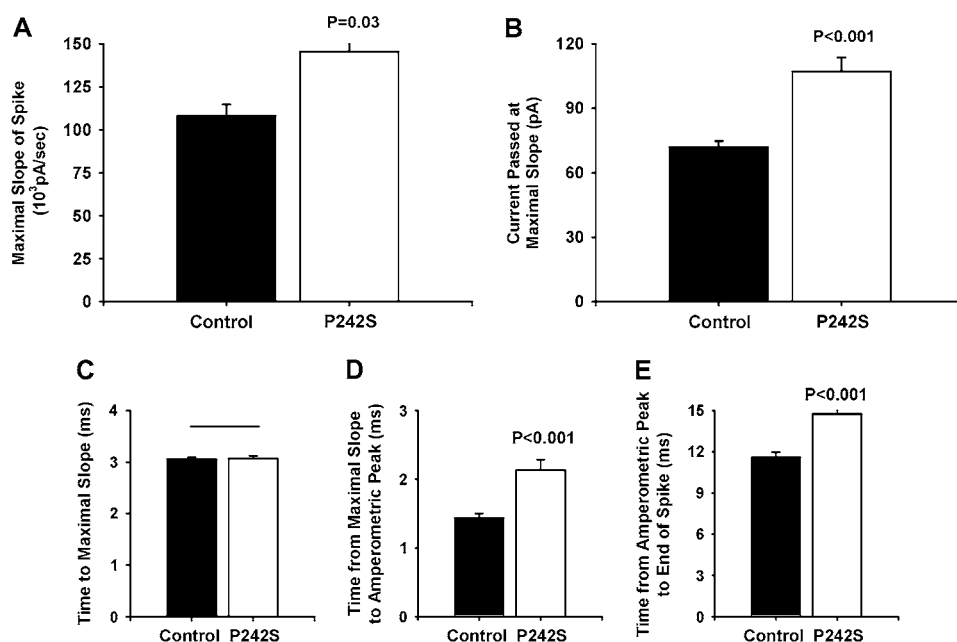 A
P=0.03
Maximal Slope of Spike
(10³pA/sec)
150
125
100
75
50
25
0
Control
P242S
B
P<0.001
Current Passed at
Maximal Slope (pA)
120
90
60
30
0
Control
P242S
C
Time to Maximal Slope (ms)
4
3
2
1
0
Control
P242S
D
P<0.001
Time from Maximal Slope
to Amperometric Peak (ms)
3
2
1
0
Control
P242S
E
P<0.001
Time from Amperometric Peak
to End of Spike (ms)
15
12
9
6
3
0
Control
P242S